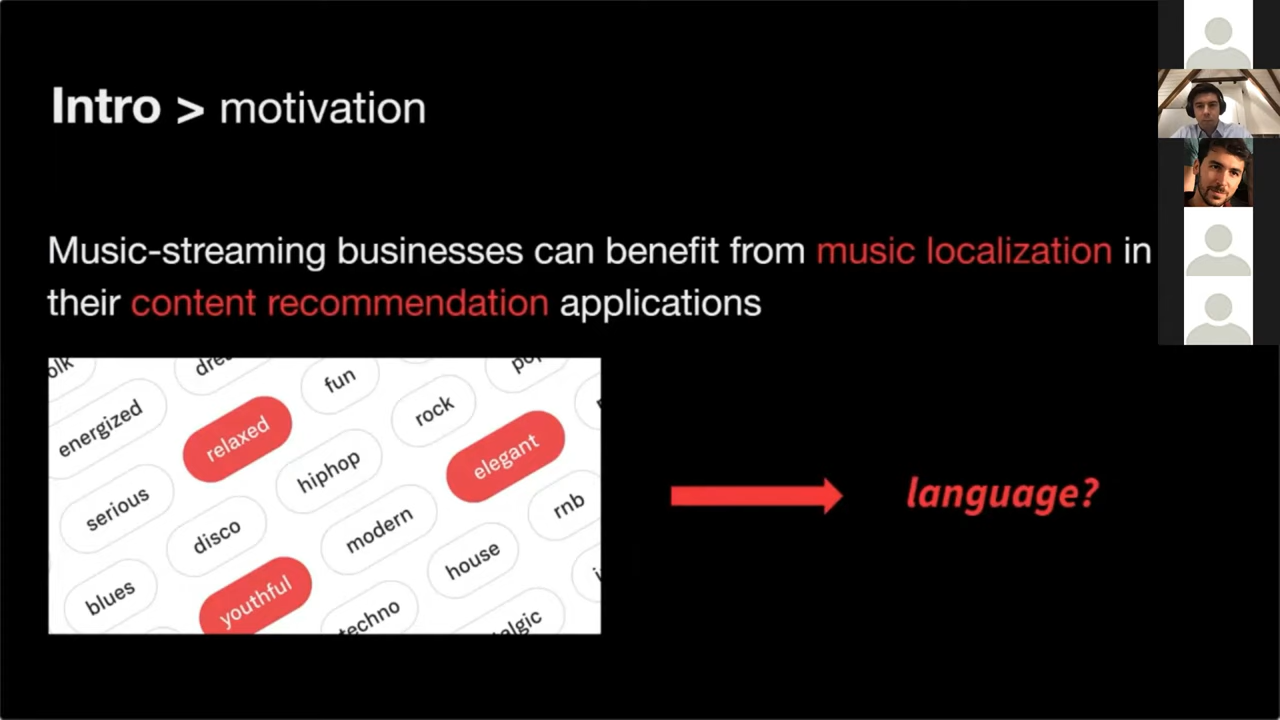 Intro > motivation
Music-streaming businesses can benefit from music localization in
their content recommendation applications
fun
rock
energized
relaxed
elegant
hiphop
serious
rnb
modern
disco
house
blues
youthful
techno
language?